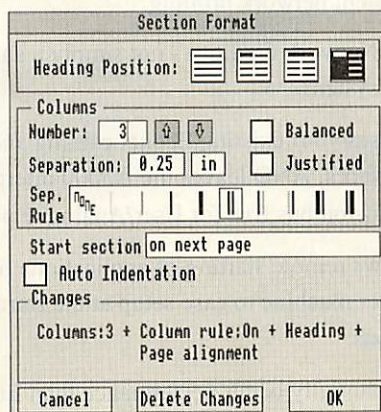 Section Format
Heading Position:
Columns
Number: 3 Balanced
Separation: 0.25 in Justified
Sep. Rule NONE
Start section on next page
Auto Indentation
Changes
Columns:3 + Column rule:On + Heading +
Page alignment
Cancel Delete Changes OK